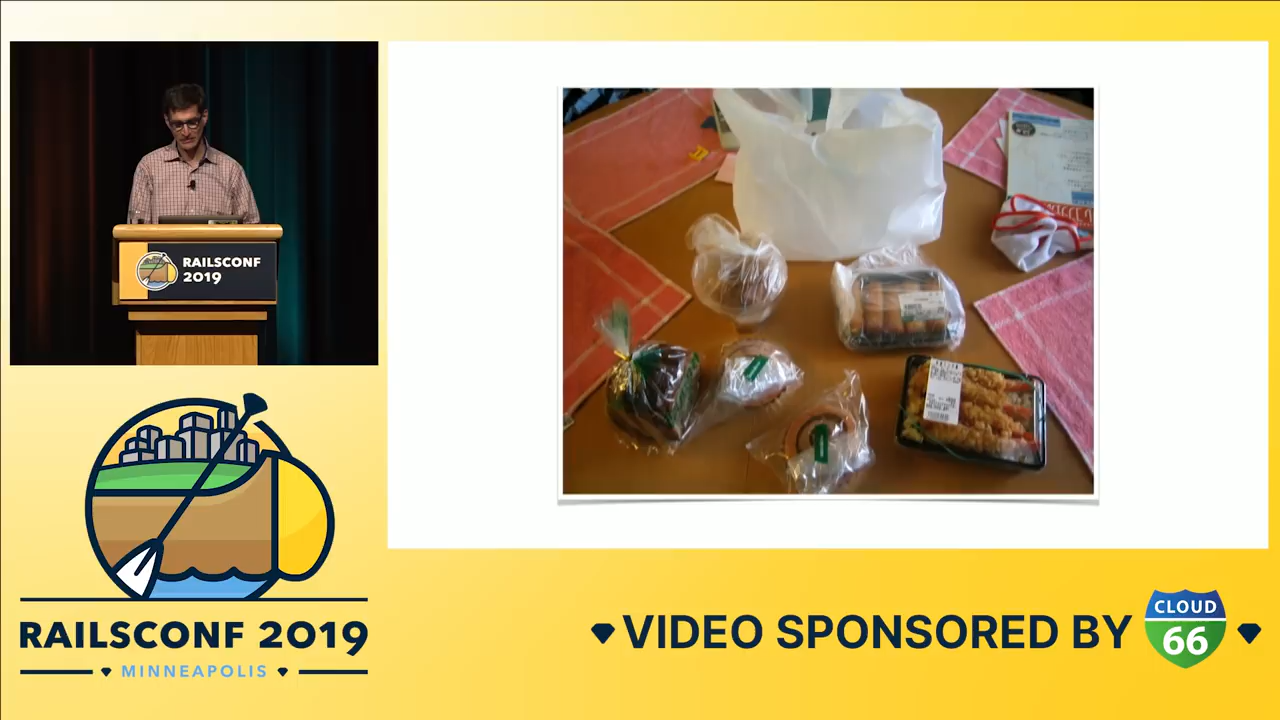 RAILSCONF
2019
RAILSCONF 2019
MINNEAPOLIS
VIDEO SPONSORED BY
CLOUD
66